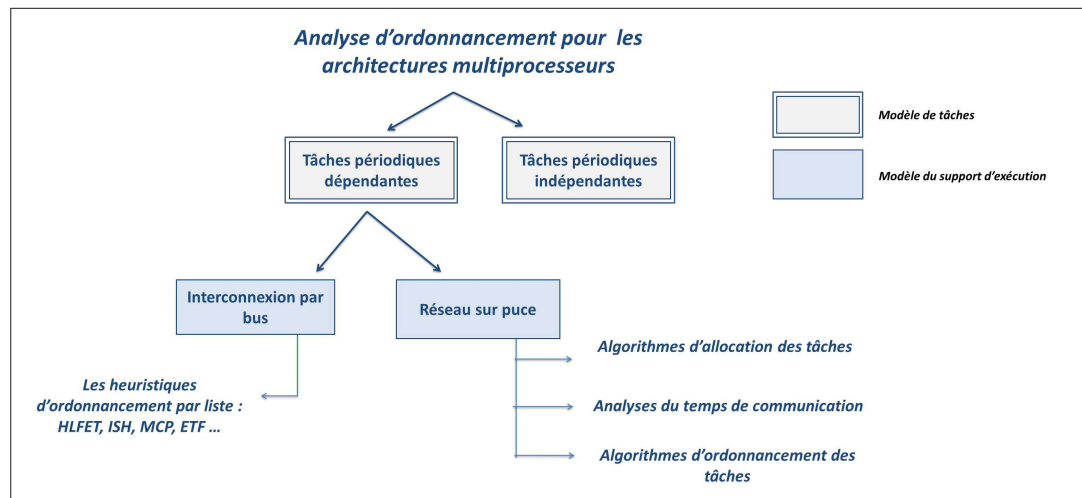 Analyse d'ordonnancement pour les
architectures multiprocesseurs
Modèle de tâches
Tâches périodiques
dépendantes
Tâches périodiques
indépendantes
Modèle du support d'exécution
Interconnexion par
bus
Réseau sur puce
Algorithmes d'allocation des tâches
Les heuristiques
d'ordonnancement par liste :
HLFET, ISH, MCP, ETF ...
Analyses du temps de communication
Algorithmes d'ordonnancement des
tâches